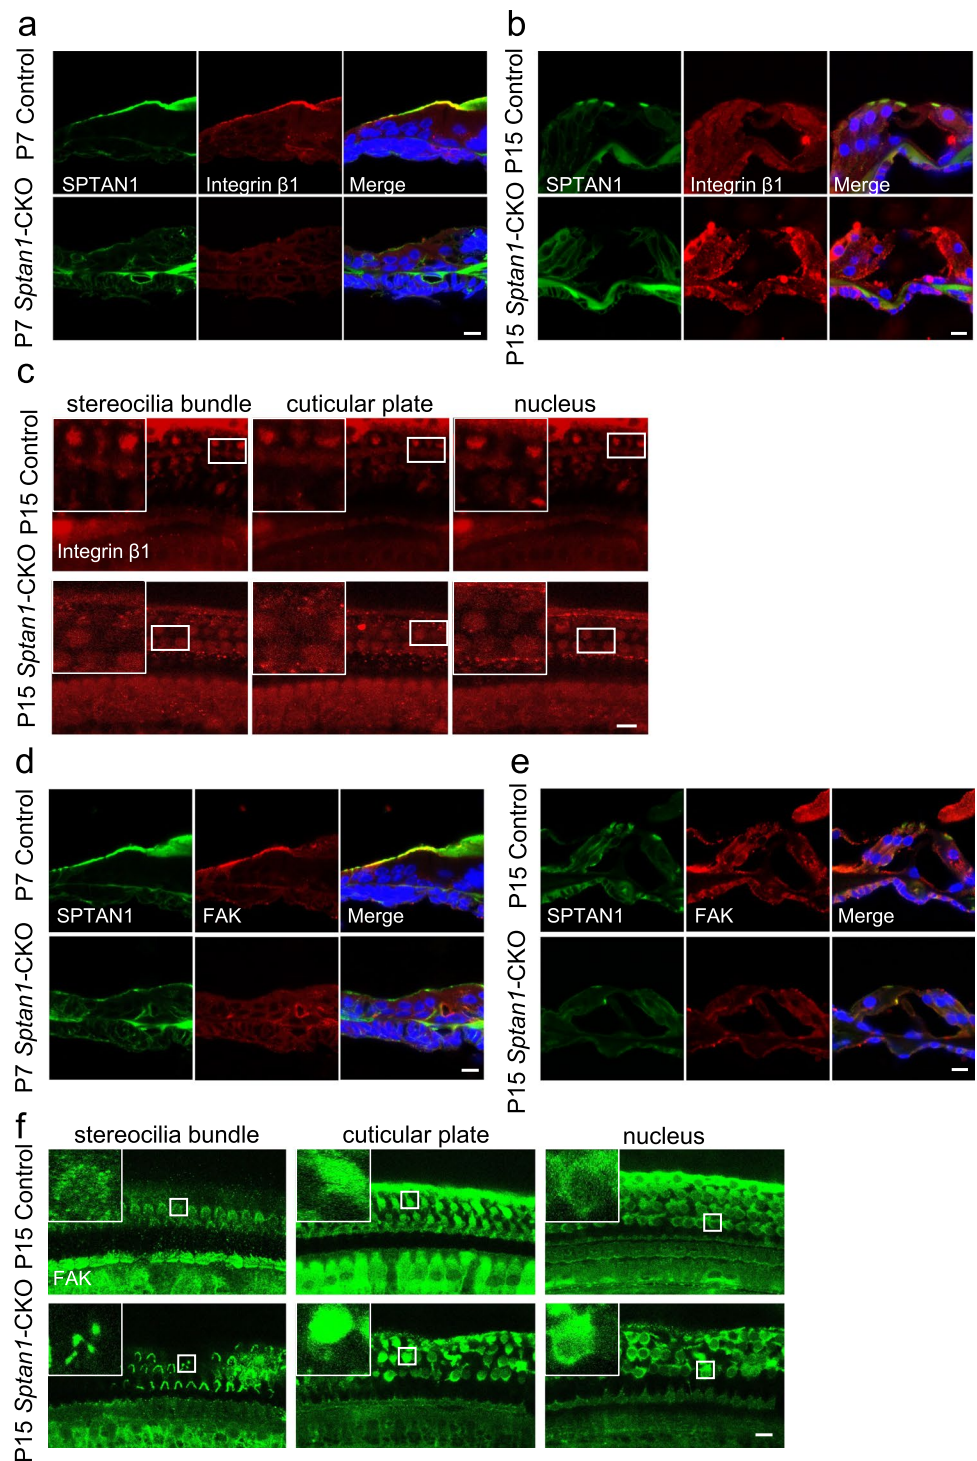 a
P7 Control
SPTAN1
Integrin β1
Merge
P7 Sptan1-CKO
b
P15 Control
SPTAN1
Integrin β1
Merge
P15 Sptan1-CKO
c
stereocilia bundle
cuticular plate
nucleus
P15 Control
Integrin β1
P15 Sptan1-CKO
d
P7 Control
SPTAN1
FAK
Merge
P7 Sptan1-CKO
e
P15 Control
SPTAN1
FAK
Merge
P15 Sptan1-CKO
f
stereocilia bundle
cuticular plate
nucleus
P15 Control
FAK
P15 Sptan1-CKO